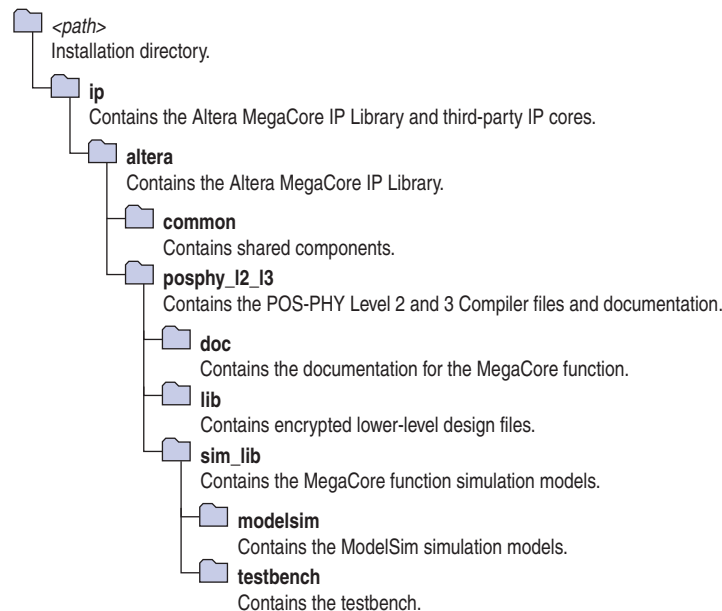 <path>
Installation directory.
ip
Contains the Altera MegaCore IP Library and third-party IP cores.
altera
Contains the Altera MegaCore IP Library.
common
Contains shared components.
posphy_l2_l3
Contains the POS-PHY Level 2 and 3 Compiler files and documentation.
doc
Contains the documentation for the MegaCore function.
lib
Contains encrypted lower-level design files.
sim_lib
Contains the MegaCore function simulation models.
modelsim
Contains the ModelSim simulation models.
testbench
Contains the testbench.